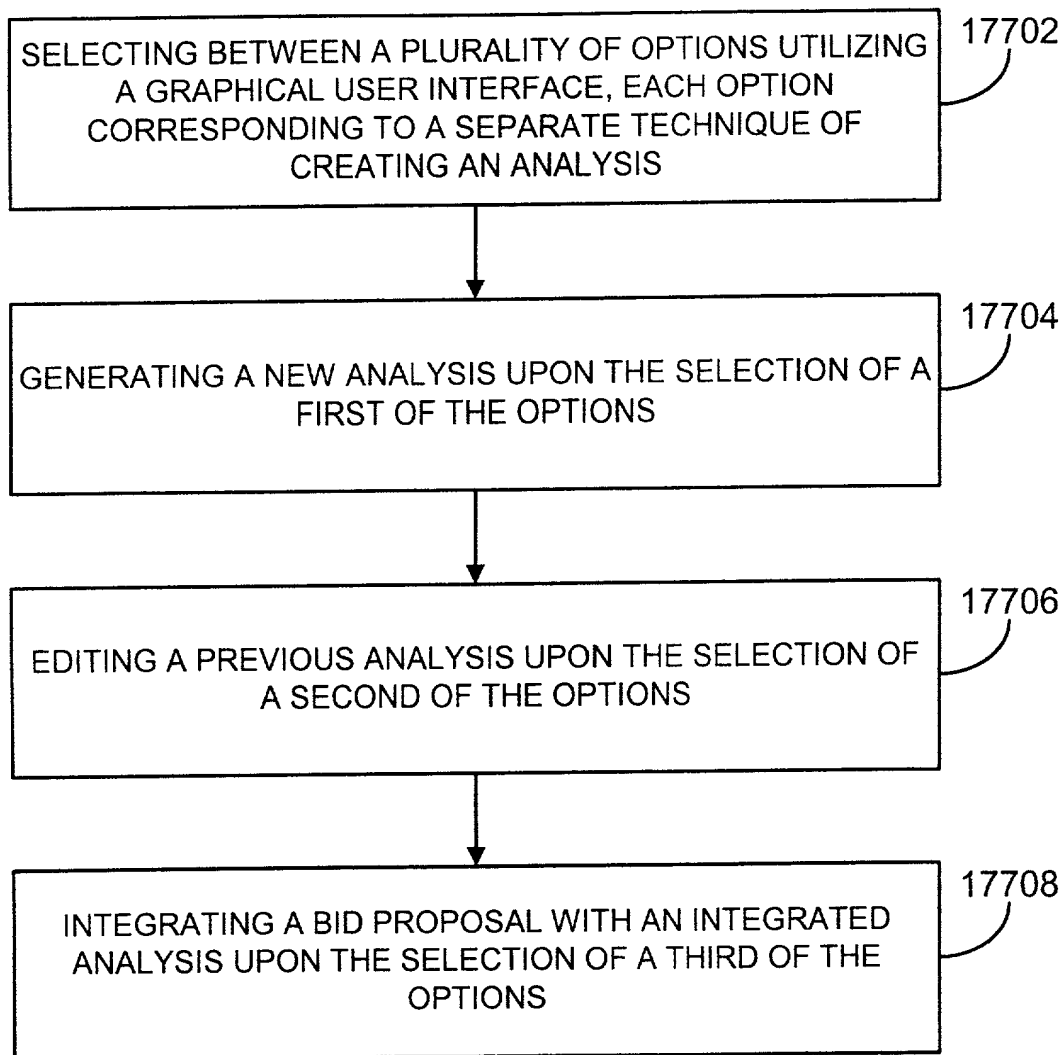 17702
SELECTING BETWEEN A PLURALITY OF OPTIONS UTILIZING
A GRAPHICAL USER INTERFACE, EACH OPTION
CORRESPONDING TO A SEPARATE TECHNIQUE OF
CREATING AN ANALYSIS
17704
GENERATING A NEW ANALYSIS UPON THE SELECTION OF A
FIRST OF THE OPTIONS
17706
EDITING A PREVIOUS ANALYSIS UPON THE SELECTION OF
A SECOND OF THE OPTIONS
17708
INTEGRATING A BID PROPOSAL WITH AN INTEGRATED
ANALYSIS UPON THE SELECTION OF A THIRD OF THE
OPTIONS